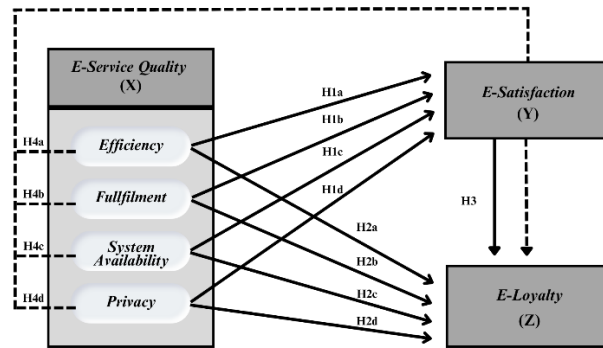 E-Service Quality
(X)
H4a
Efficiency
H4b
Fullfilment
H4c
System
Availability
H4d
Privacy
H1a
H1b
H1c
H1d
H2a
H2b
H2c
H2d
E-Satisfaction
(Y)
H3
E-Loyalty
(Z)